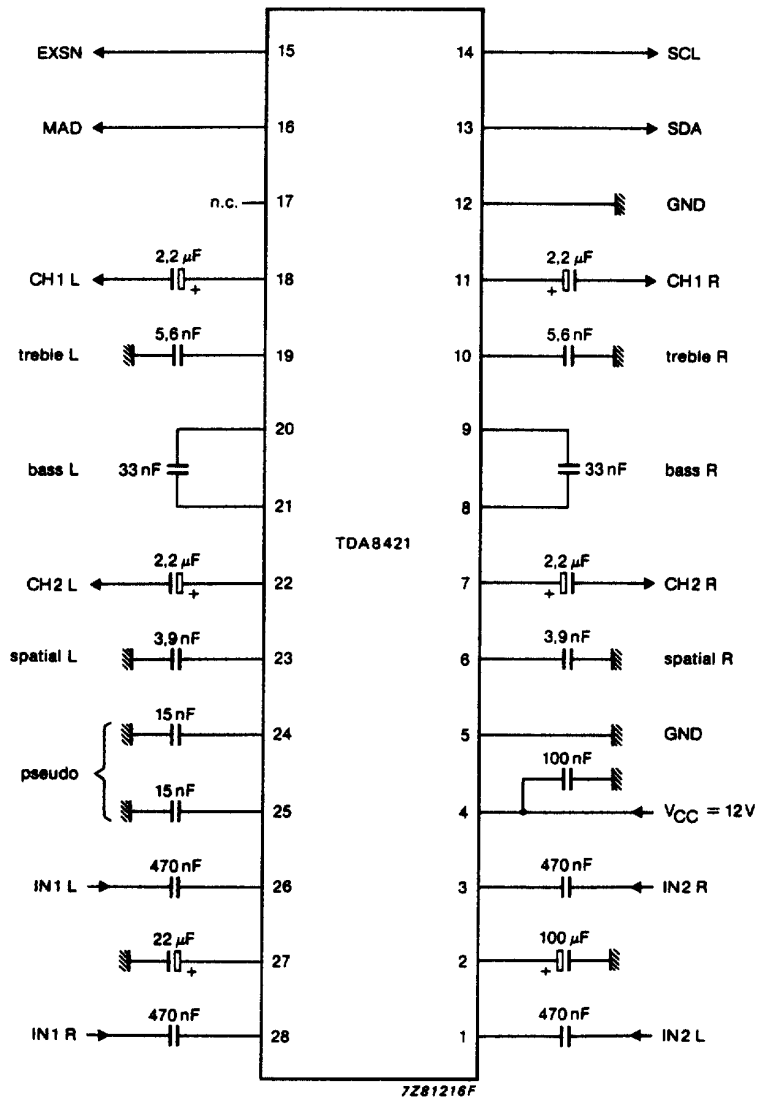 EXSN 15 14 SCL
MAD 16 13 SDA
n.c. 17 12 GND
2,2 µF 2,2 µF
CH1 L + 18 11 + CH1 R
5,6 nF 5,6 nF
treble L 19 10 treble R
20 9
bass L 33 nF 33 nF bass R
21 8
TDA8421
2,2 µF 2,2 µF
CH2 L + 22 7 + CH2 R
3,9 nF 3,9 nF
spatial L 23 6 spatial R
15 nF
24 5 GND
pseudo 100 nF
15 nF
25 4 VCC = 12 V
470 nF 470 nF
IN1 L 26 3 IN2 R
22 µF 100 µF
+ 27 2 +
470 nF 470 nF
IN1 R 28 1 IN2 L
7Z81216F